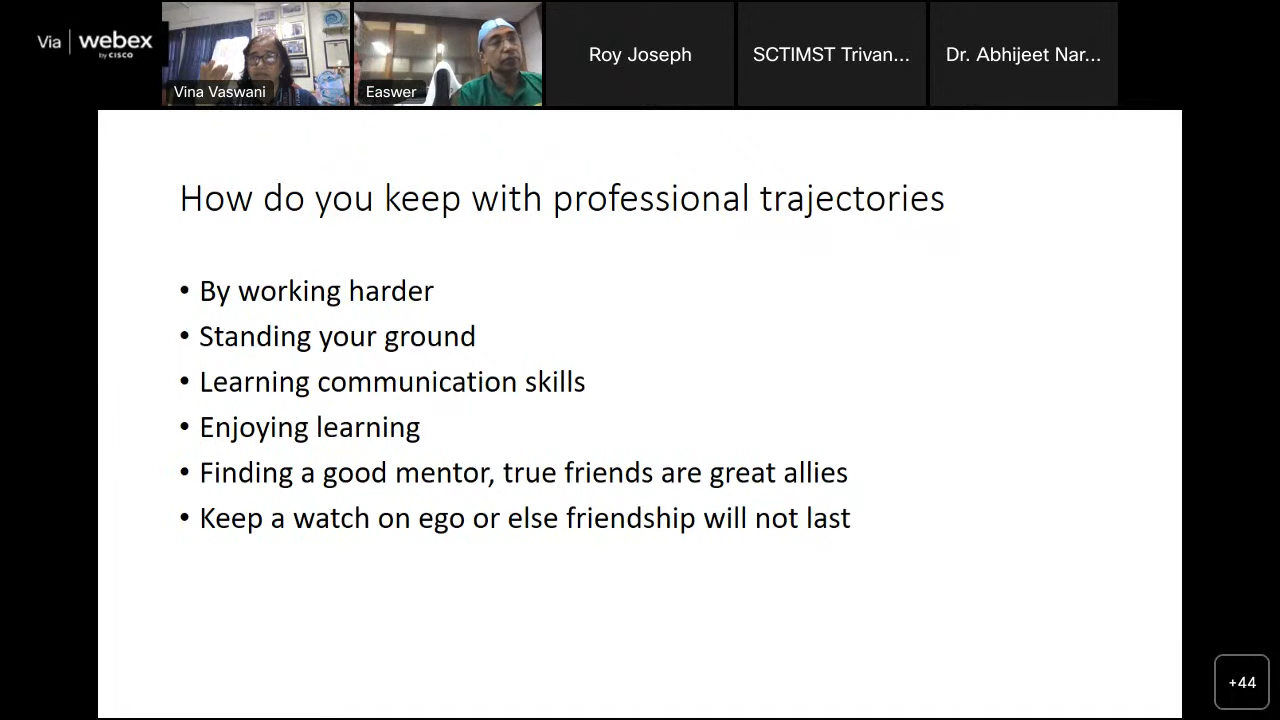 Via webex
by CISCO
Vina Vaswani
Easwer
Roy Joseph
SCTIMST Trivan...
Dr. Abhijeet Nar...
How do you keep with professional trajectories
• By working harder
• Standing your ground
• Learning communication skills
• Enjoying learning
• Finding a good mentor, true friends are great allies
• Keep a watch on ego or else friendship will not last
+44